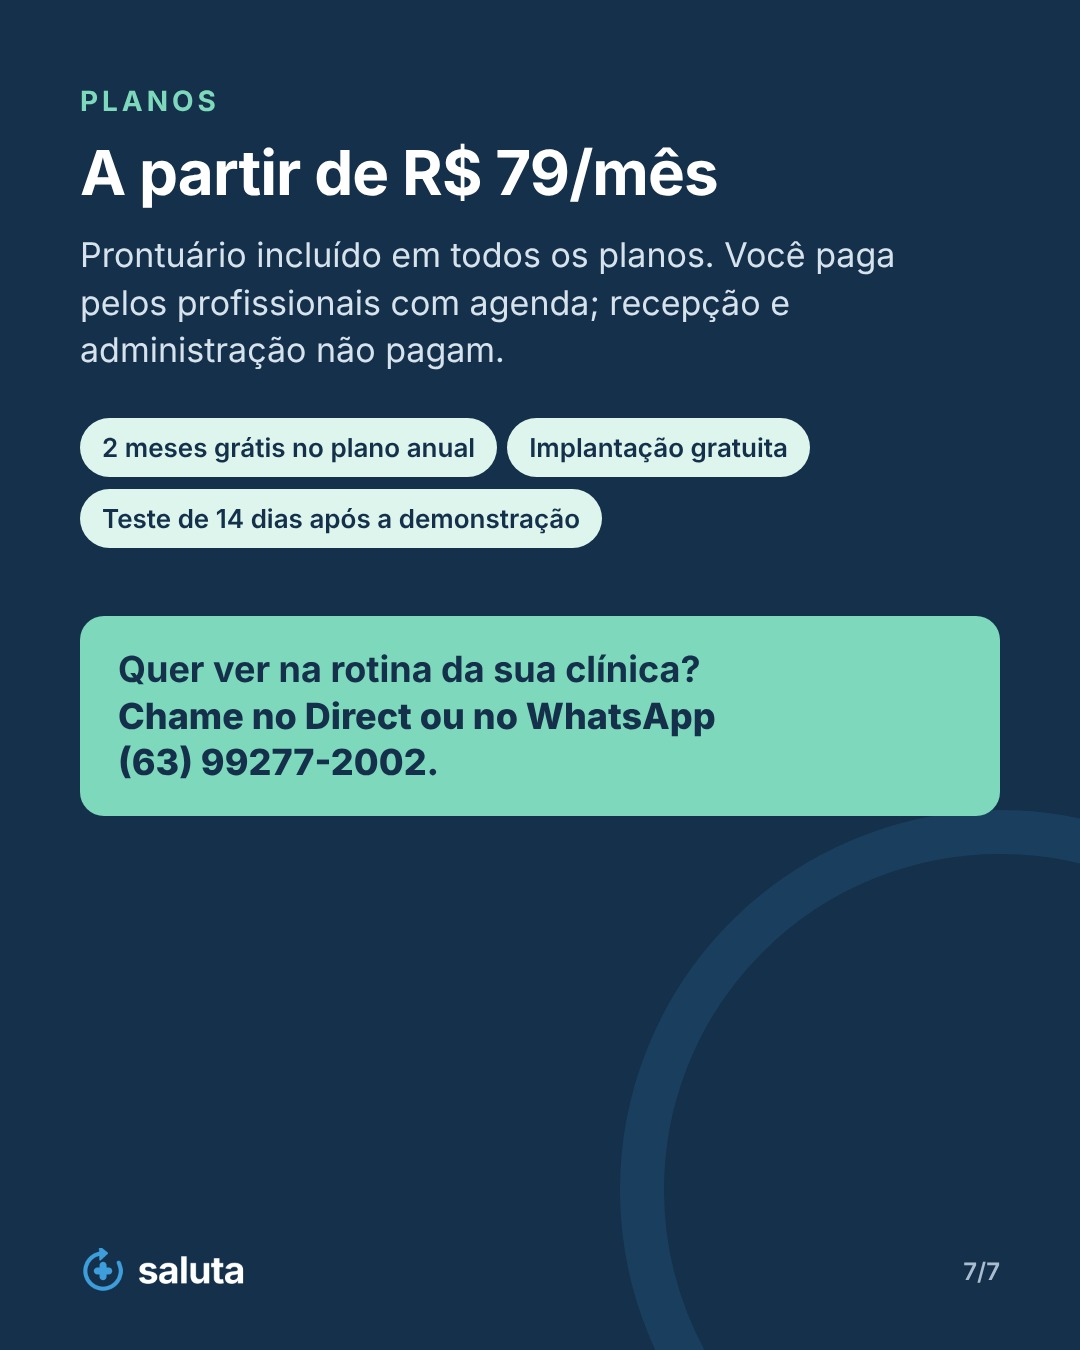 PLANOS
A partir de R$ 79/mês
Prontuário incluído em todos os planos. Você paga
pelos profissionais com agenda; recepção e
administração não pagam.
2 meses grátis no plano anual
Implantação gratuita
Teste de 14 dias após a demonstração
Quer ver na rotina da sua clínica?
Chame no Direct ou no WhatsApp
(63) 99277-2002.
saluta
7/7